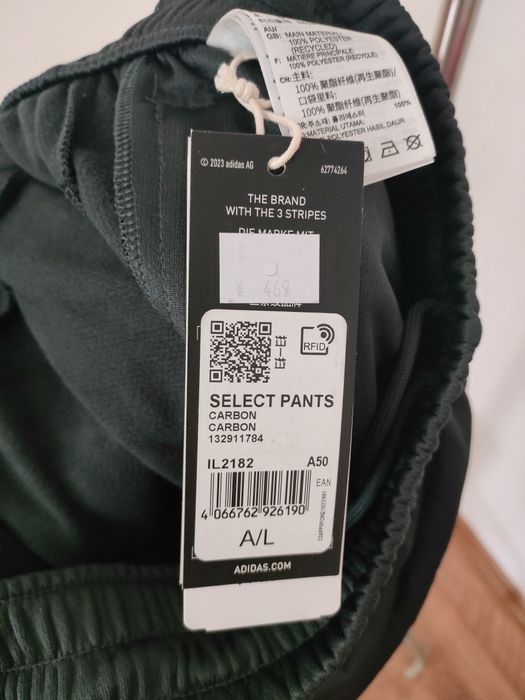 AU/
GB: MAIN MATERIAL
100% POLYESTER
(RECYCLED)
F: MATIÈRE PRINCIPALE:
100% POLYESTER (RECYCLE)
CN:主料:
100% 聚酯纤维(再生聚酯)/
口袋里料:
100% 聚酯纤维(再生聚酯)
100%
MATERIAL UTAMA:
POLYESTER HASIL DAUR
© 2023 adidas AG
62774264
THE BRAND
WITH THE 3 STRIPES
DIE MARKE MIT
¥ 469
RFID
SELECT PANTS
CARBON
CARBON
132911784
IL2182
A50
EAN
4 066762 926190
A/L
ADIDAS.COM